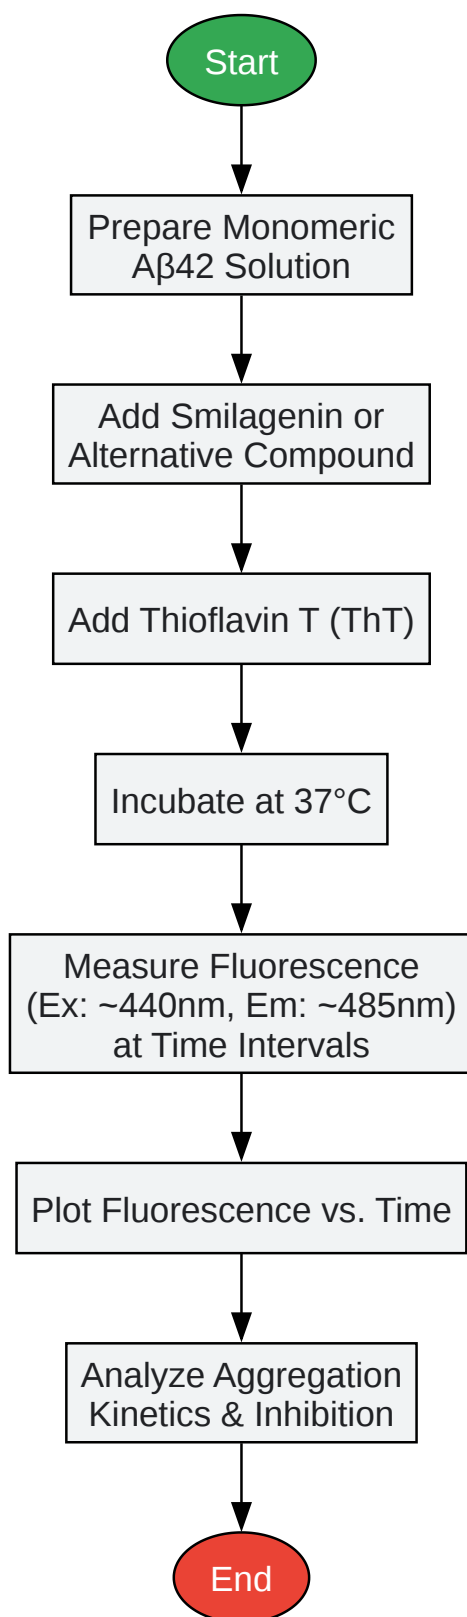 Start
Prepare Monomeric
Aβ42 Solution
Add Smilagenin or
Alternative Compound
Add Thioflavin T (ThT)
Incubate at 37°C
Measure Fluorescence
(Ex: ~440nm, Em: ~485nm)
at Time Intervals
Plot Fluorescence vs. Time
Analyze Aggregation
Kinetics & Inhibition
End